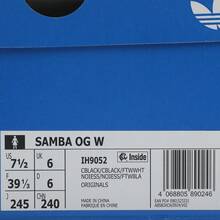 SAMBA OG W
US 7½ UK 6
F 39⅓ D 6
J 245 CHN 240
IH9052
Inside
CBLACK/CBLACK/FTWWHT
NOIESS/NOIESS/FTWBLA
ORIGINALS
4 068805 890246